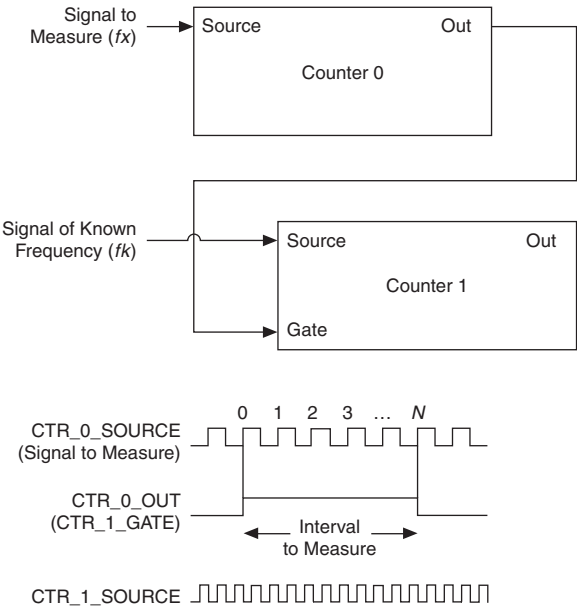 Signal to
Measure (fx)
Source
Out
Counter 0
Signal of Known
Frequency (fk)
Source
Out
Counter 1
Gate
0 1 2 3 … N
CTR_0_SOURCE
(Signal to Measure)
CTR_0_OUT
(CTR_1_GATE)
Interval
to Measure
CTR_1_SOURCE